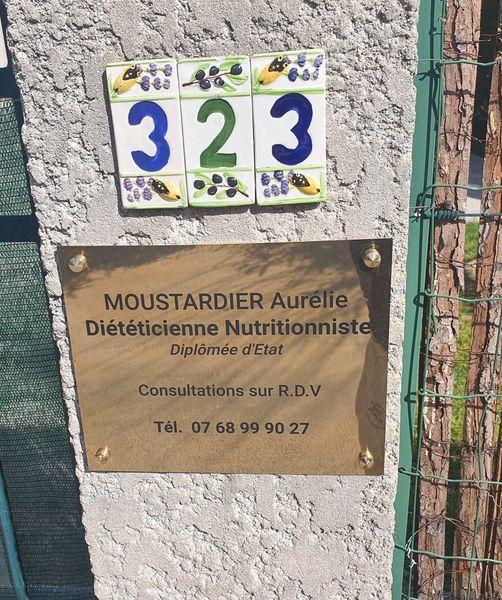 323
MOUSTARDIER Aurélie
Diététicienne Nutritionniste
Diplômée d'Etat
Consultations sur R.D.V
Tél. 07 68 99 90 27